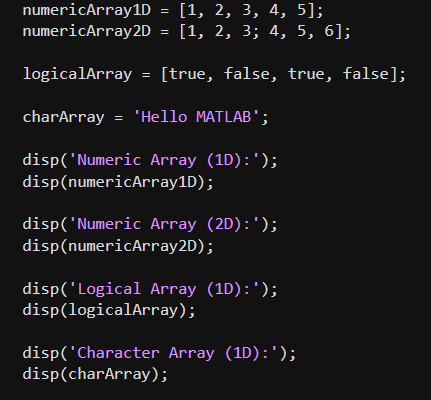 numericArray1D = [1, 2, 3, 4, 5];
numericArray2D = [1, 2, 3; 4, 5, 6];
logicalArray = [true, false, true, false];
charArray = 'Hello MATLAB';
disp('Numeric Array (1D):');
disp(numericArray1D);
disp('Numeric Array (2D):');
disp(numericArray2D);
disp('Logical Array (1D):');
disp(logicalArray);
disp('Character Array (1D):');
disp(charArray);